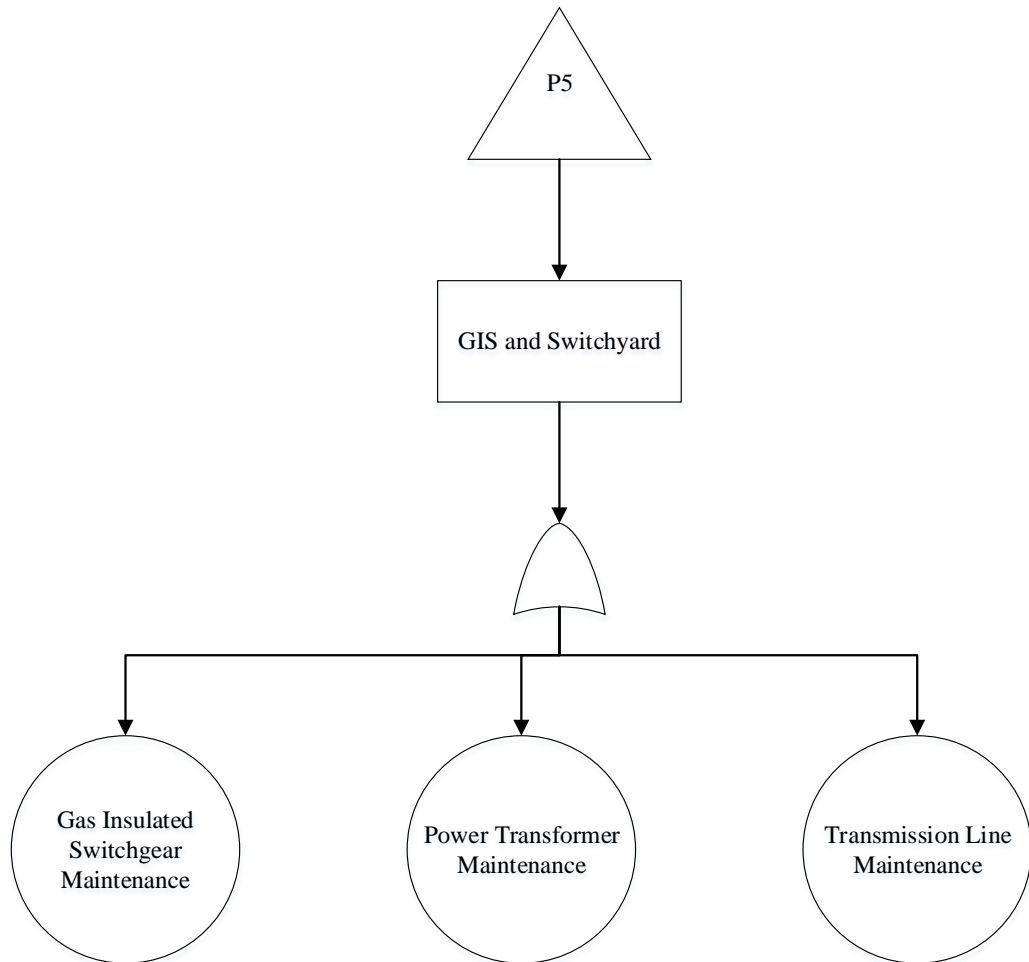 P5
GIS and Switchyard
Gas Insulated
Switchgear
Maintenance
Power Transformer
Maintenance
Transmission Line
Maintenance